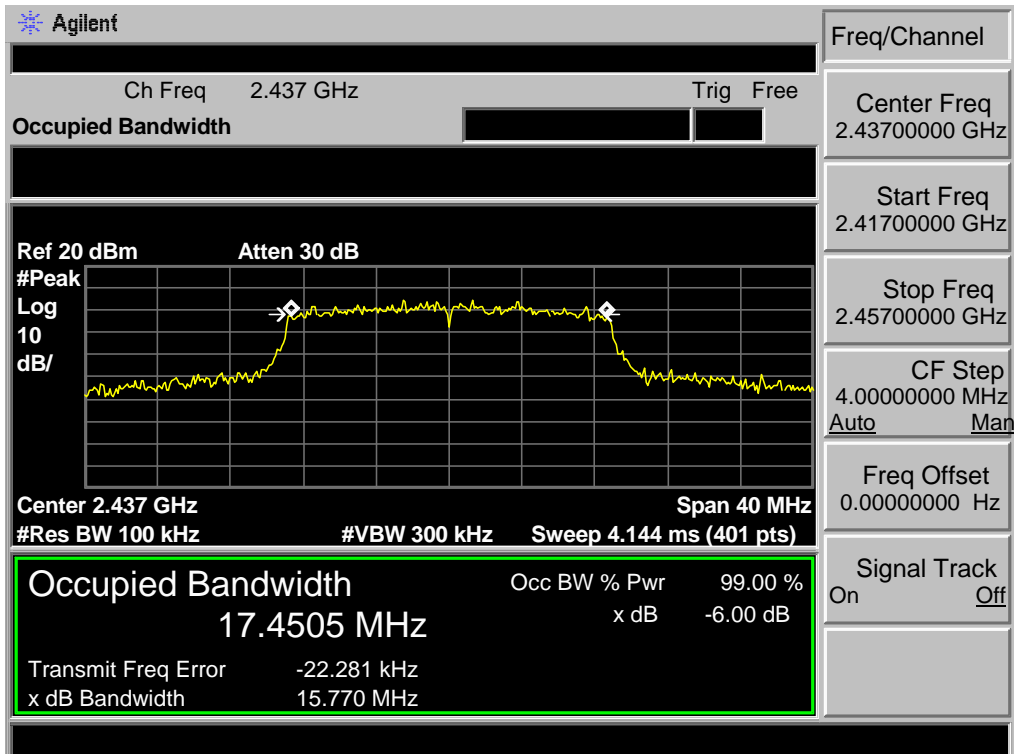 Agilent
Freq/Channel
Ch Freq 2.437 GHz Trig Free
Occupied Bandwidth
Center Freq
2.43700000 GHz
Start Freq
2.41700000 GHz
Stop Freq
2.45700000 GHz
CF Step
4.00000000 MHz
Auto Man
Freq Offset
0.00000000 Hz
Signal Track
On Off
Ref 20 dBm Atten 30 dB
#Peak
Log
10
dB/
Center 2.437 GHz Span 40 MHz
#Res BW 100 kHz #VBW 300 kHz Sweep 4.144 ms (401 pts)
Occupied Bandwidth Occ BW % Pwr 99.00 %
17.4505 MHz x dB -6.00 dB
Transmit Freq Error -22.281 kHz
x dB Bandwidth 15.770 MHz